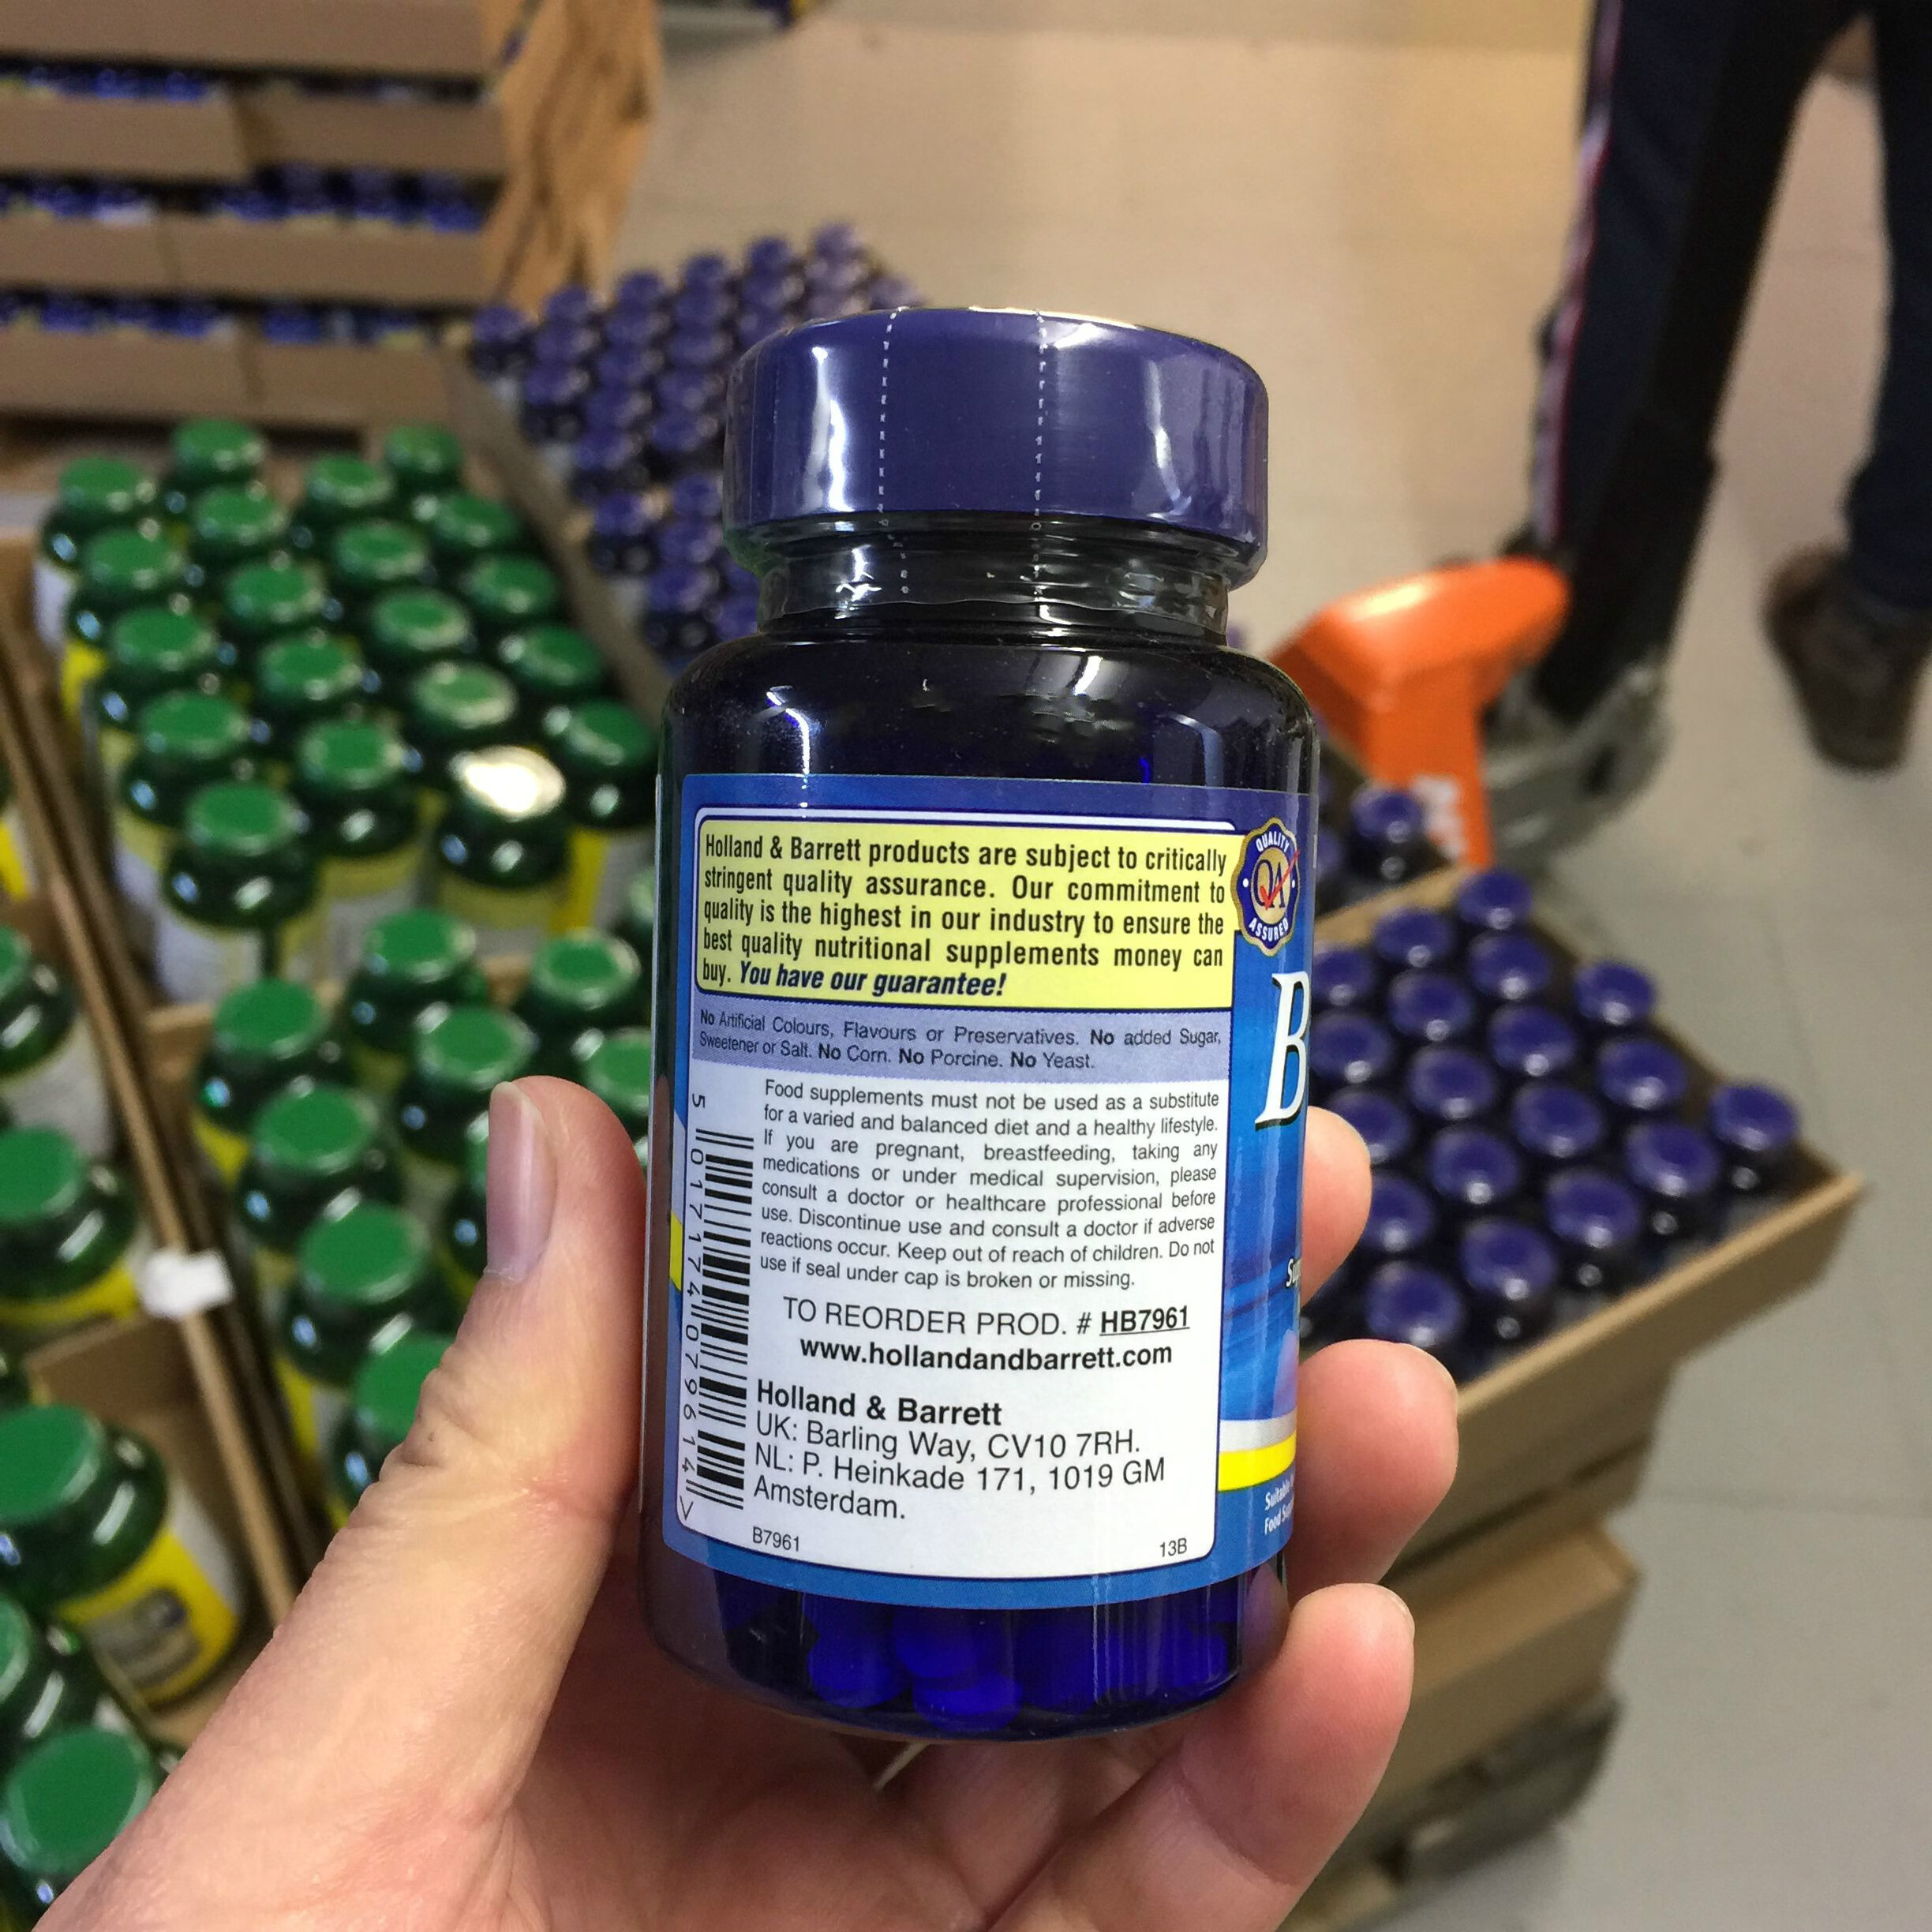 Holland & Barrett products are subject to critically
stringent quality assurance. Our commitment to
quality is the highest in our industry to ensure the
best quality nutritional supplements money can
buy. You have our guarantee!
QUALITY
QA
ASSURED
No Artificial Colours, Flavours or Preservatives. No added Sugar,
Sweetener or Salt. No Corn. No Porcine. No Yeast.
Food supplements must not be used as a substitute
for a varied and balanced diet and a healthy lifestyle.
If you are pregnant, breastfeeding, taking any
medications or under medical supervision, please
consult a doctor or healthcare professional before
use. Discontinue use and consult a doctor if adverse
reactions occur. Keep out of reach of children. Do not
use if seal under cap is broken or missing.
TO REORDER PROD. # HB7961
www.hollandandbarrett.com
Holland & Barrett
UK: Barling Way, CV10 7RH.
NL: P. Heinkade 171, 1019 GM
Amsterdam.
B7961 13B
5 017174 079614 >
B
Food